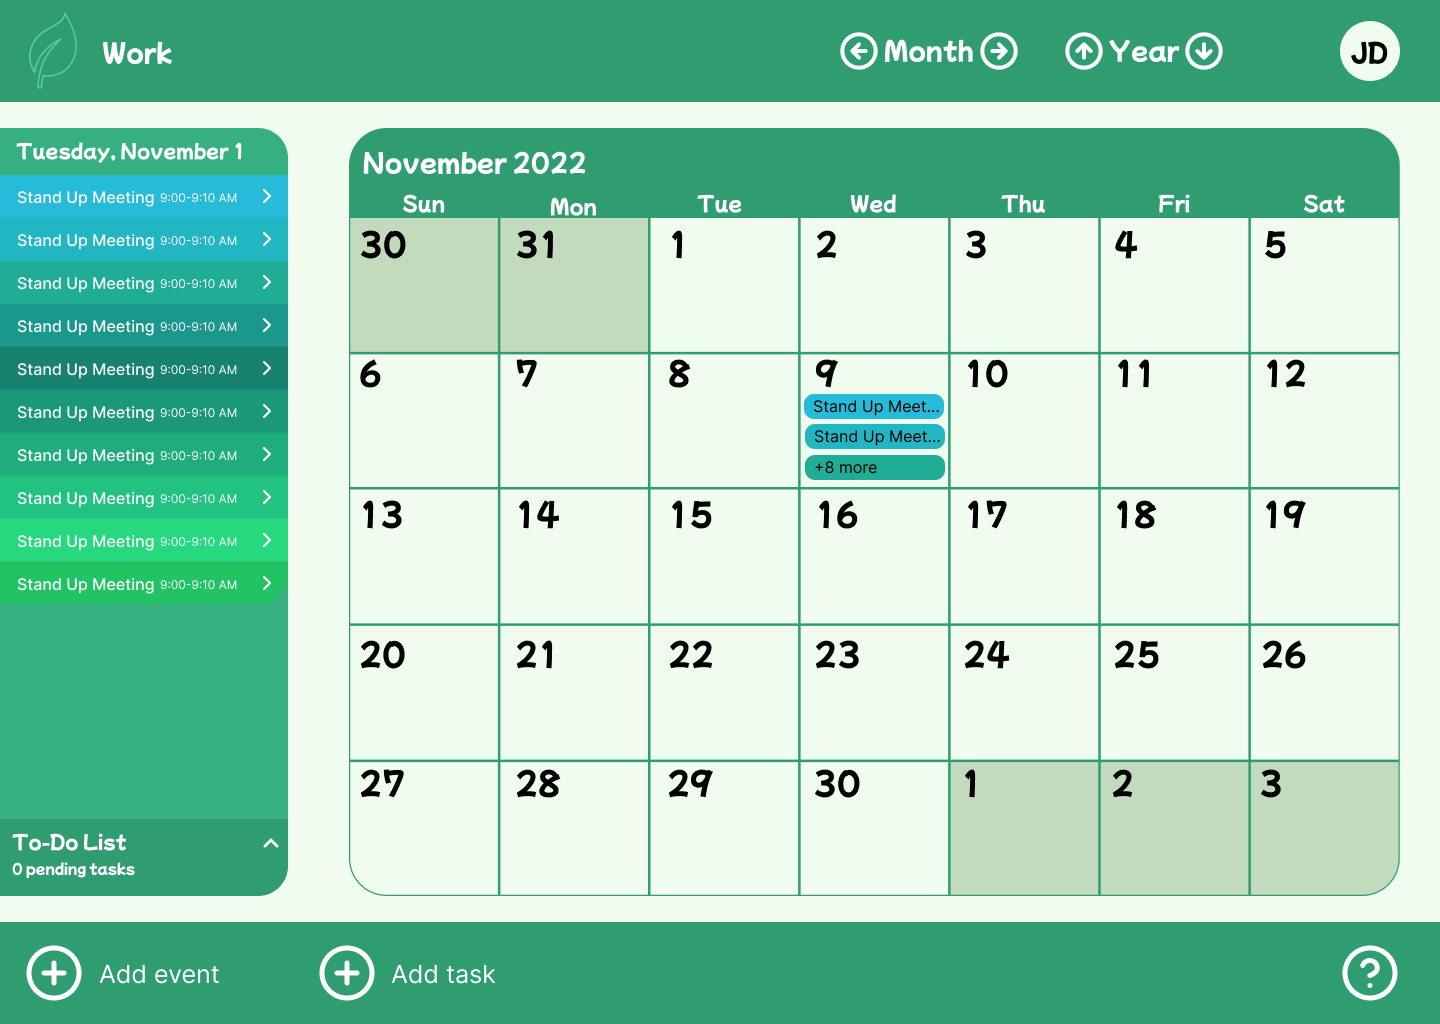 Work
Month
Year
JD
Tuesday, November 1
Stand Up Meeting 9:00-9:10 AM
Stand Up Meeting 9:00-9:10 AM
Stand Up Meeting 9:00-9:10 AM
Stand Up Meeting 9:00-9:10 AM
Stand Up Meeting 9:00-9:10 AM
Stand Up Meeting 9:00-9:10 AM
Stand Up Meeting 9:00-9:10 AM
Stand Up Meeting 9:00-9:10 AM
Stand Up Meeting 9:00-9:10 AM
Stand Up Meeting 9:00-9:10 AM
To-Do List
0 pending tasks
November 2022
Sun Mon Tue Wed Thu Fri Sat
30 31 1 2 3 4 5
6 7 8 9 10 11 12
Stand Up Meet...
Stand Up Meet...
+8 more
13 14 15 16 17 18 19
20 21 22 23 24 25 26
27 28 29 30 1 2 3
Add event
Add task
?